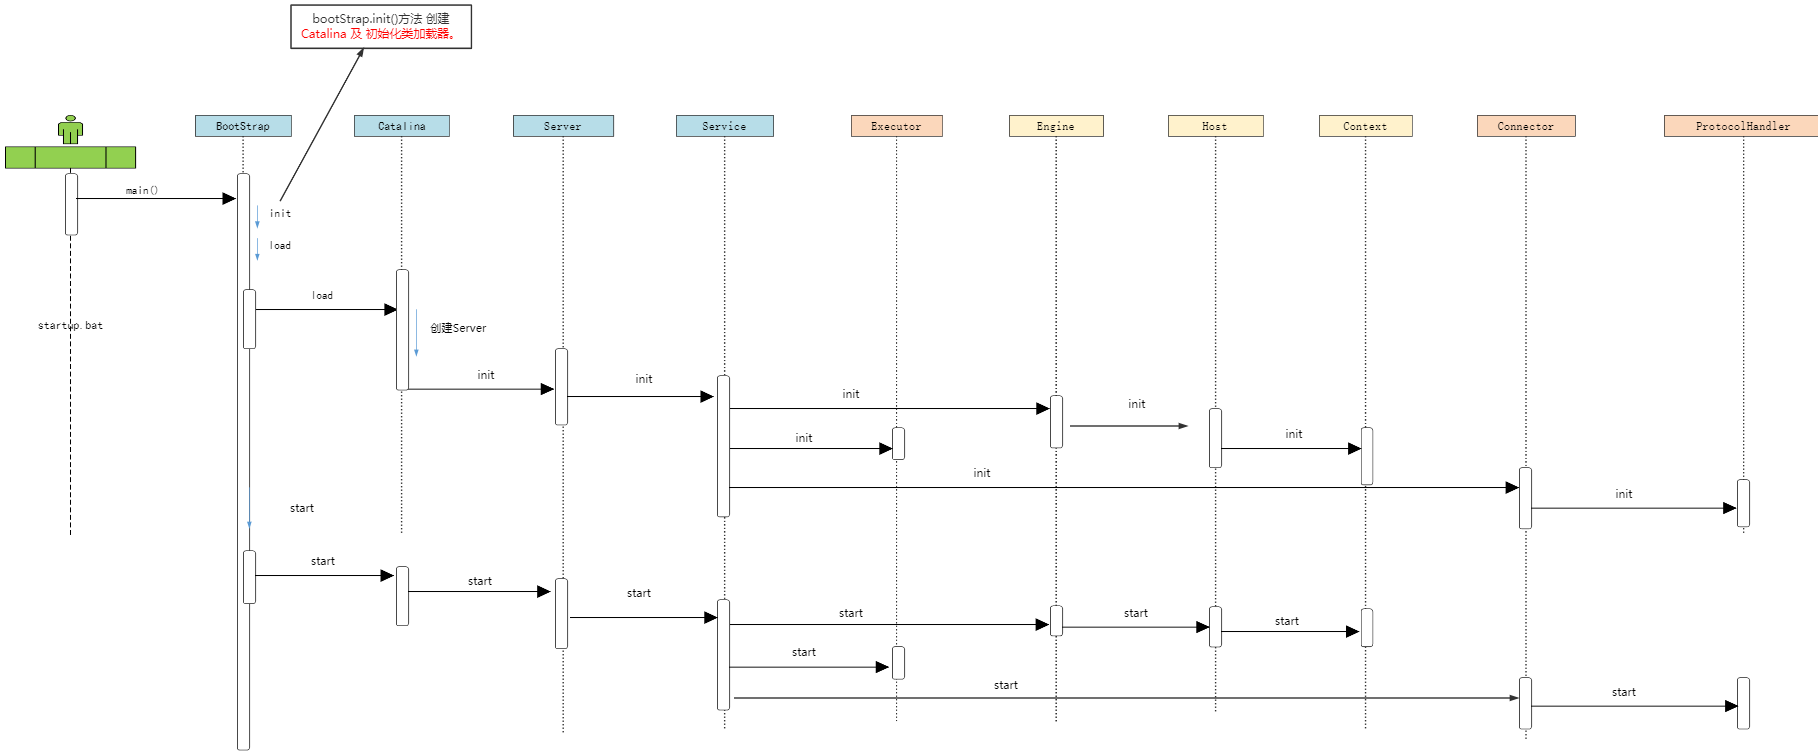 bootStrap.init()方法 创建
Catalina 及 初始化类加载器。
BootStrap
Catalina
Server
Service
Executor
Engine
Host
Context
Connector
ProtocolHandler
main()
init
load
load
startup.bat
创建Server
init
init
init
init
init
init
init
init
start
start
start
start
start
start
start
start
start
start